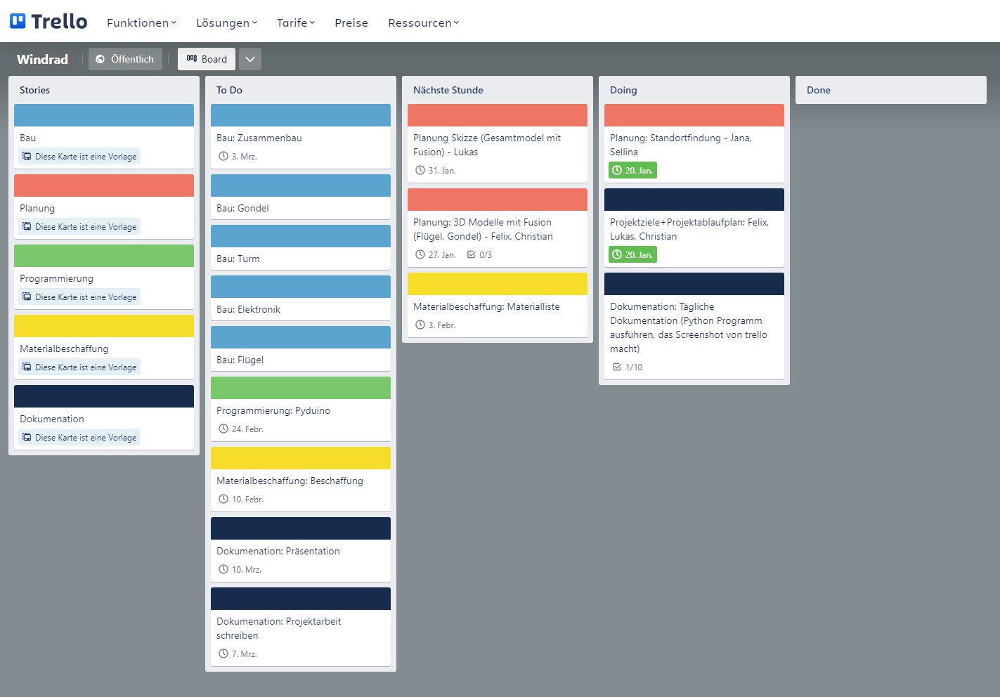 Trello
Funktionen
Lösungen
Tarife
Preise
Ressourcen
Windrad
Öffentlich
Board
Stories
Bau
Diese Karte ist eine Vorlage
Planung
Diese Karte ist eine Vorlage
Programmierung
Diese Karte ist eine Vorlage
Materialbeschaffung
Diese Karte ist eine Vorlage
Dokumenation
Diese Karte ist eine Vorlage
To Do
Bau: Zusammenbau
3. Mrz.
Bau: Gondel
Bau: Turm
Bau: Elektronik
Bau: Flügel
Programmierung: Pyduino
24. Febr.
Materialbeschaffung: Beschaffung
10. Febr.
Dokumenation: Präsentation
10. Mrz.
Dokumenation: Projektarbeit
schreiben
7. Mrz.
Nächste Stunde
Planung Skizze (Gesamtmodel mit
Fusion) - Lukas
31. Jan.
Planung: 3D Modelle mit Fusion
(Flügel, Gondel) - Felix, Christian
27. Jan. 0/3
Materialbeschaffung: Materialliste
3. Febr.
Doing
Planung: Standortfindung - Jana,
Sellina
20. Jan.
Projektziele+Projektablaufplan: Felix,
Lukas, Christian
20. Jan.
Dokumenation: Tägliche
Dokumentation (Python Programm
ausführen, das Screenshot von trello
macht)
1/10
Done